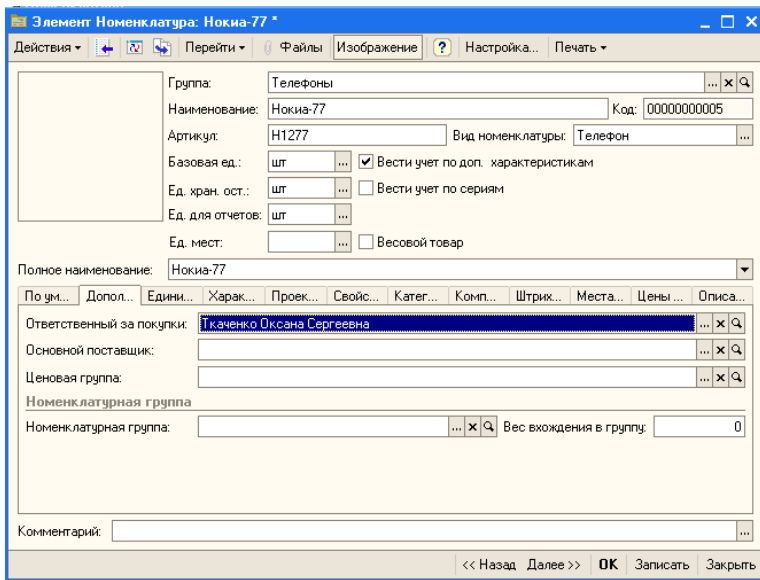 Элемент Номенклатура: Нокиа-77 *
Действия Перейти Файлы Изображение ? Настройка... Печать
Группа: Телефоны ... x
Наименование: Нокиа-77 Код: 00000000005
Артикул: Н1277 Вид номенклатуры: Телефон ...
Базовая ед.: шт ... Вести учет по доп. характеристикам
Ед. хран. ост.: шт ... Вести учет по сериям
Ед. для отчетов: шт ...
Ед. мест: ... Весовой товар
Полное наименование: Нокиа-77
По ум... Допол... Едини... Харак... Проек... Свойс... Катег... Комп... Штрих... Места... Цены ... Описа...
Ответственный за покупки: Ткаченко Оксана Сергеевна ... x
Основной поставщик: ... x
Ценовая группа: ... x
Номенклатурная группа
Номенклатурная группа: ... x Вес вхождения в группу: 0
Комментарий: ...
<< Назад Далее >> OK Записать Закрыть